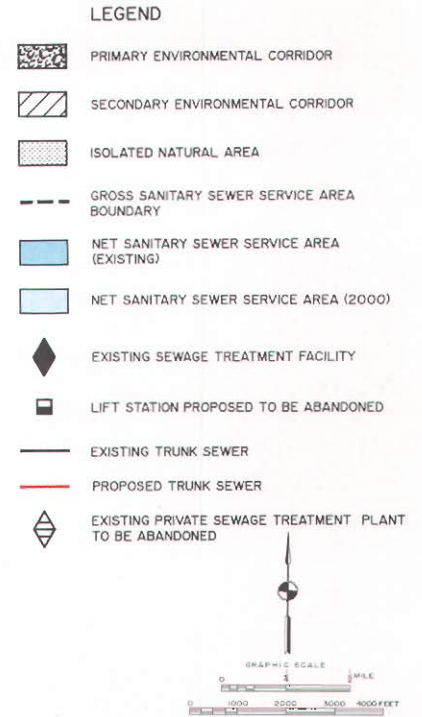 LEGEND
PRIMARY ENVIRONMENTAL CORRIDOR
SECONDARY ENVIRONMENTAL CORRIDOR
ISOLATED NATURAL AREA
GROSS SANITARY SEWER SERVICE AREA
BOUNDARY
NET SANITARY SEWER SERVICE AREA
(EXISTING)
NET SANITARY SEWER SERVICE AREA (2000)
EXISTING SEWAGE TREATMENT FACILITY
LIFT STATION PROPOSED TO BE ABANDONED
EXISTING TRUNK SEWER
PROPOSED TRUNK SEWER
EXISTING PRIVATE SEWAGE TREATMENT PLANT
TO BE ABANDONED
GRAPHIC SCALE
0 MILE
0 1000 2000 3000 4000 FEET